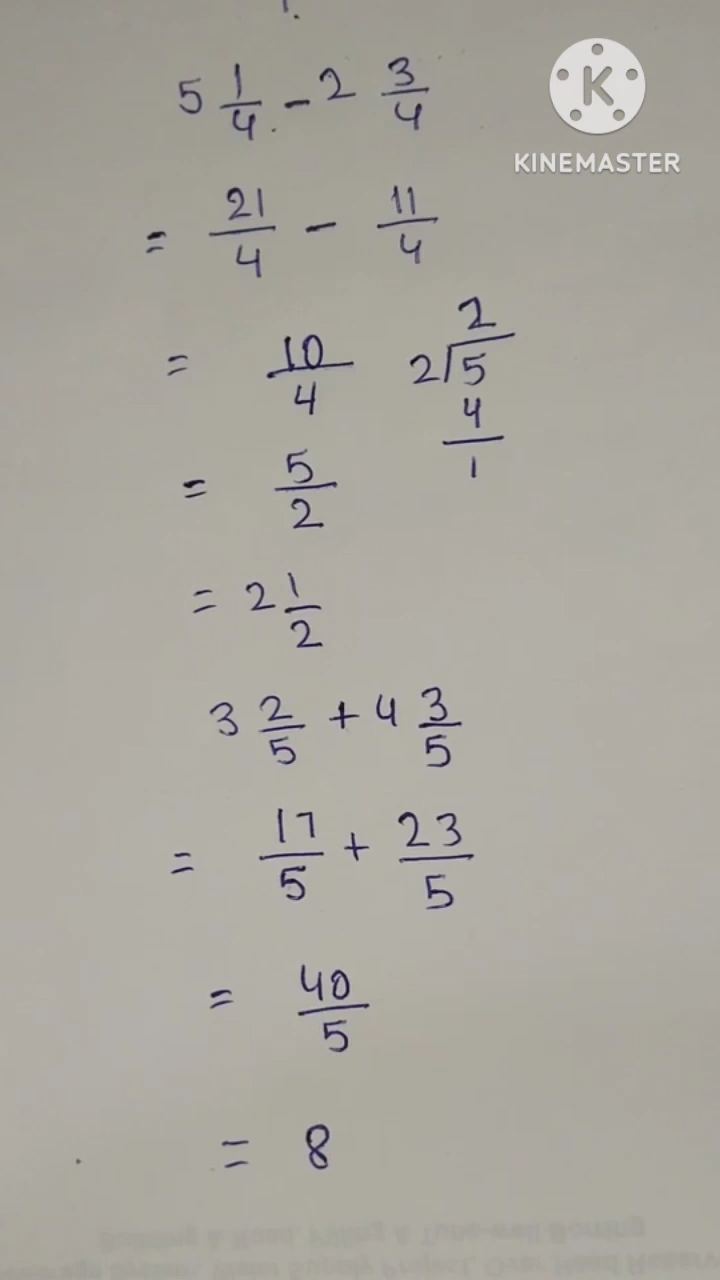 5 1/4 - 2 3/4
KINEMASTER
= 21/4 - 11/4
= 10/4
2
2)5
4
1
= 5/2
= 2 1/2
3 2/5 + 4 3/5
= 17/5 + 23/5
= 40/5
= 8